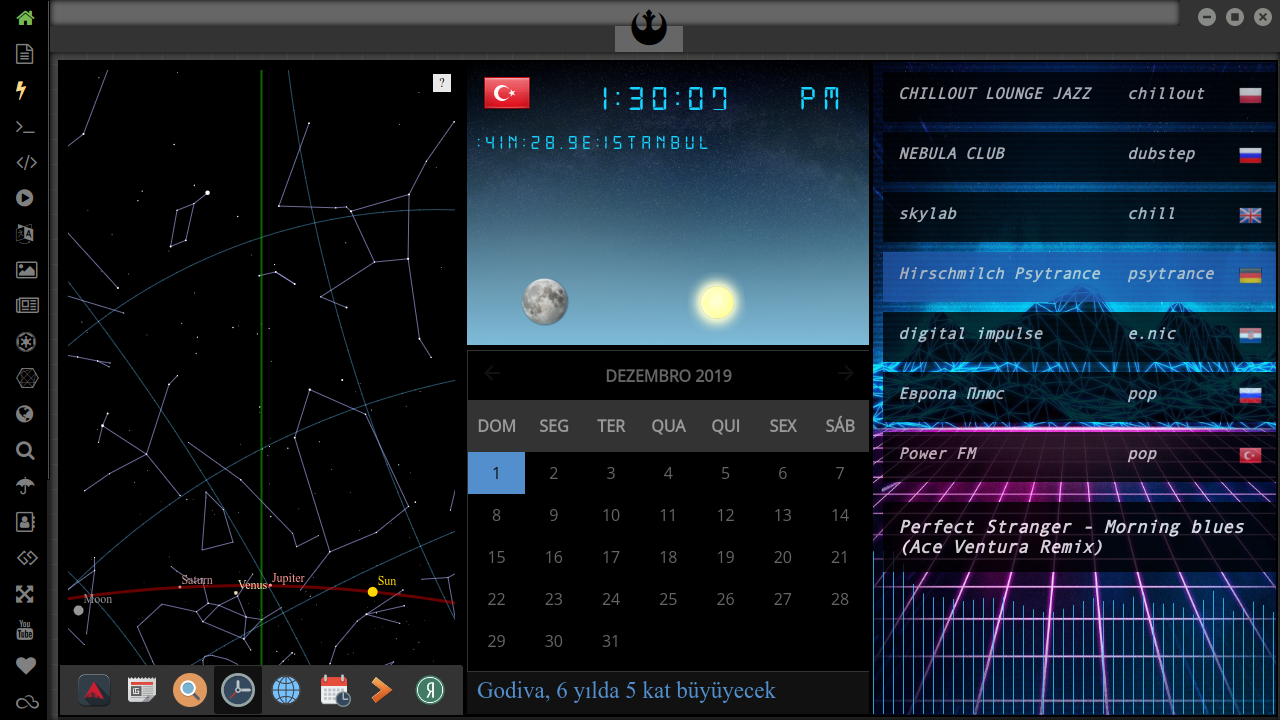 ?
Saturn
Venus
Jupiter
Sun
Moon
1:30:07 PM
:41N:28.9E:ISTANBUL
DEZEMBRO 2019
DOM SEG TER QUA QUI SEX SÁB
1 2 3 4 5 6 7
8 9 10 11 12 13 14
15 16 17 18 19 20 21
22 23 24 25 26 27 28
29 30 31
Godiva, 6 yılda 5 kat büyüyecek
CHILLOUT LOUNGE JAZZ chillout
NEBULA CLUB dubstep
skylab chill
Hirschmilch Psytrance psytrance
digital impulse e.nic
Европа Плюс pop
Power FM pop
Perfect Stranger - Morning blues
(Ace Ventura Remix)
You
Tube
Я